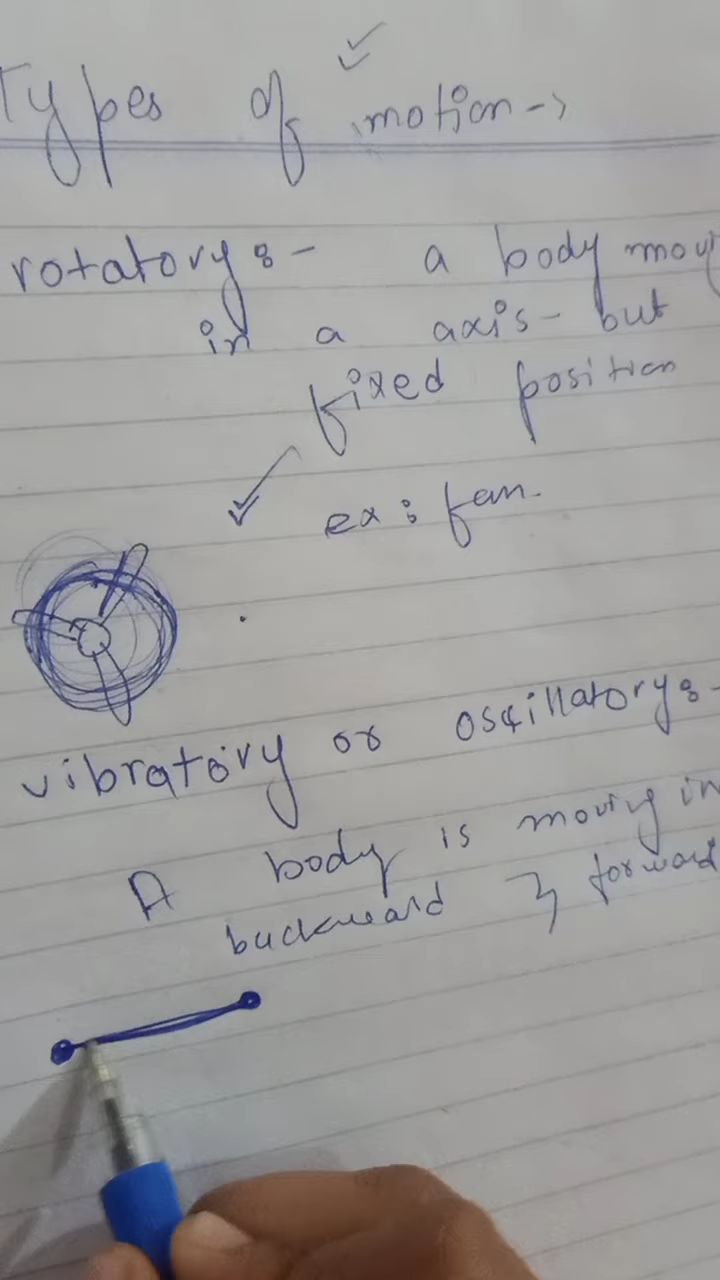 Types of motion->
rotatory :- a body movi
in a axis - but
fixed position
ex : fan.
vibratory or oscillatory :-
A body is moving in
backward & forward